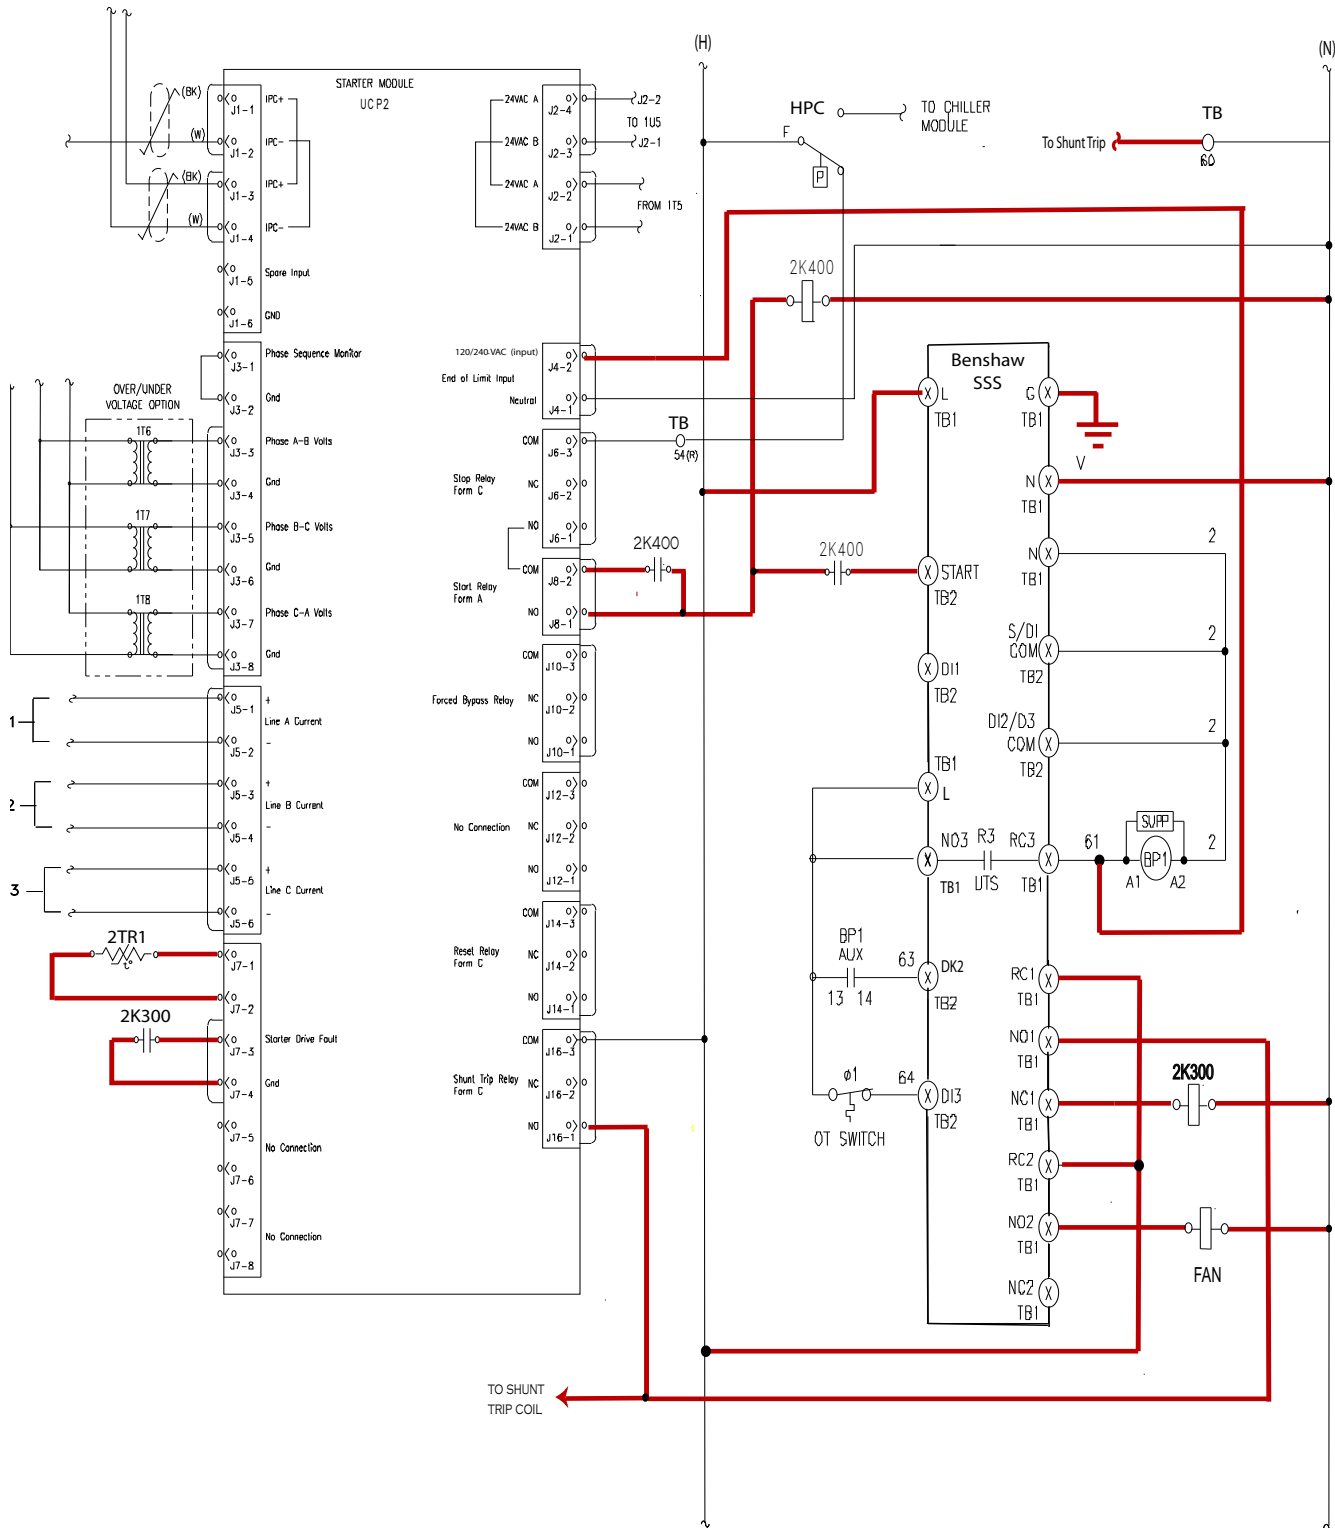 (H)
(N)
STARTER MODULE
UCP2
(BK)
J1-1
IPC+
(W)
J1-2
IPC-
(BK)
J1-3
IPC+
(W)
J1-4
IPC-
J1-5
Spare Input
J1-6
GND
24VAC A
J2-4
J2-2
TO 1U5
24VAC B
J2-3
J2-1
24VAC A
J2-2
FROM 1T5
24VAC B
J2-1
HPC
TO CHILLER
MODULE
F
P
To Shunt Trip
TB
60
2K400
J3-1
Phase Sequence Monitor
J3-2
Gnd
OVER/UNDER
VOLTAGE OPTION
1T6
J3-3
Phase A-B Volts
J3-4
Gnd
1T7
J3-5
Phase B-C Volts
J3-6
Gnd
1T8
J3-7
Phase C-A Volts
J3-8
Gnd
120/240-VAC (input)
J4-2
End of Limit Input
Neutral
J4-1
COM
J6-3
TB
54(R)
Stop Relay
Form C
NC
J6-2
NO
J6-1
2K400
COM
J8-2
Start Relay
Form A
NO
J8-1
COM
J10-3
Forced Bypass Relay
NC
J10-2
NO
J10-1
COM
J12-3
No Connection
NC
J12-2
NO
J12-1
COM
J14-3
Reset Relay
Form C
NC
J14-2
NO
J14-1
COM
J16-3
Shunt Trip Relay
Form C
NC
J16-2
NO
J16-1
1
J5-1
+
Line A Current
J5-2
-
2
J5-3
+
Line B Current
J5-4
-
3
J5-5
+
Line C Current
J5-6
-
2TR1
t°
J7-1
J7-2
2K300
J7-3
Starter Drive Fault
J7-4
Gnd
J7-5
No Connection
J7-6
J7-7
No Connection
J7-8
Benshaw
SSS
L
TB1
G
TB1
V
N
TB1
2K400
START
TB2
N
TB1
2
DI1
TB2
S/DI
COM
TB2
2
DI2/D3
COM
TB2
2
TB1
L
NO3
TB1
R3
UTS
RC3
TB1
61
SUPP
BP1
A1
A2
2
BP1
AUX
13 14
63
DK2
TB2
ø1
OT SWITCH
64
DI3
TB2
RC1
TB1
NO1
TB1
NC1
TB1
2K300
RC2
TB1
NO2
TB1
FAN
NC2
TB1
TO SHUNT
TRIP COIL